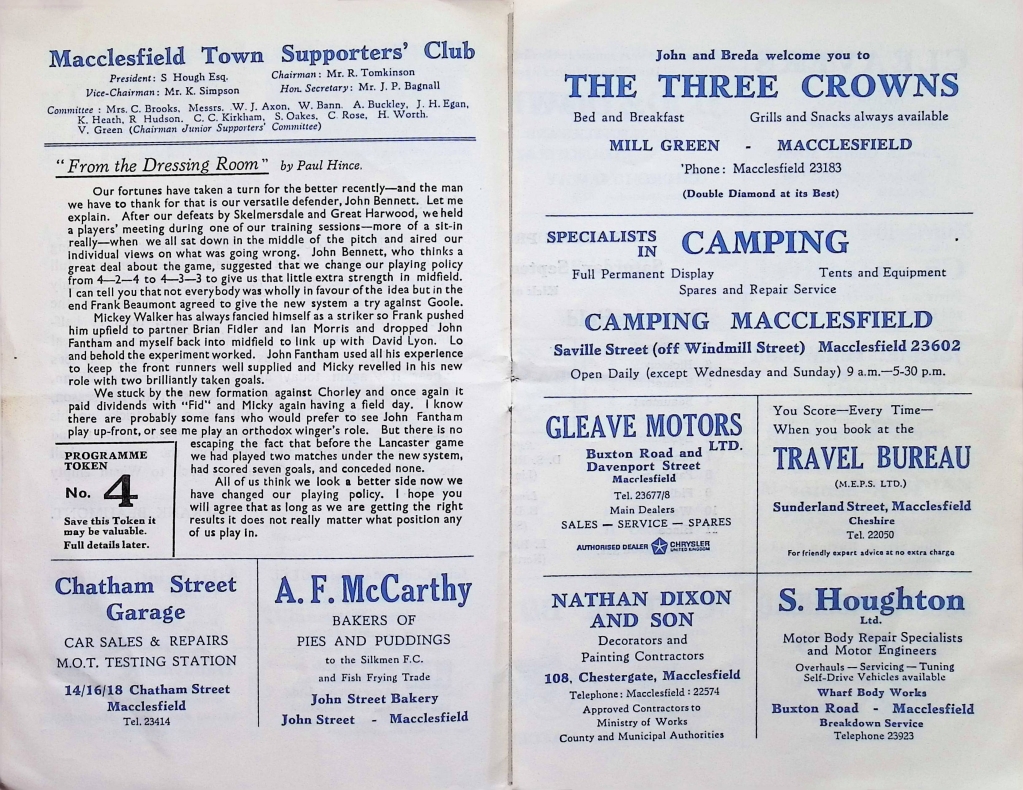 Macclesfield Town Supporters' Club
President: S Hough Esq. Chairman: Mr. R. Tomkinson
Vice-Chairman: Mr. K. Simpson Hon. Secretary: Mr. J. P. Bagnall
Committee: Mrs. C. Brooks, Messrs. W. J. Axon, W. Bann. A. Buckley, J. H. Egan,
K. Heath, R. Hudson, C. C. Kirkham, S. Oakes, C. Rose, H. Worth.
V. Green (Chairman Junior Supporters' Committee)
"From the Dressing Room" by Paul Hince.
Our fortunes have taken a turn for the better recently—and the man
we have to thank for that is our versatile defender, John Bennett. Let me
explain. After our defeats by Skelmersdale and Great Harwood, we held
a players' meeting during one of our training sessions—more of a sit-in
really—when we all sat down in the middle of the pitch and aired our
individual views on what was going wrong. John Bennett, who thinks a
great deal about the game, suggested that we change our playing policy
from 4—2—4 to 4—3—3 to give us that little extra strength in midfield.
I can tell you that not everybody was wholly in favour of the idea but in the
end Frank Beaumont agreed to give the new system a try against Goole.
Mickey Walker has always fancied himself as a striker so Frank pushed
him upfield to partner Brian Fidler and Ian Morris and dropped John
Fantham and myself back into midfield to link up with David Lyon. Lo
and behold the experiment worked. John Fantham used all his experience
to keep the front runners well supplied and Micky revelled in his new
role with two brilliantly taken goals.
We stuck by the new formation against Chorley and once again it
paid dividends with "Fid" and Micky again having a field day. I know
there are probably some fans who would prefer to see John Fantham
play up-front, or see me play an orthodox winger's role. But there is no
escaping the fact that before the Lancaster game
we had played two matches under the new system,
had scored seven goals, and conceded none.
All of us think we look a better side now we
have changed our playing policy. I hope you
will agree that as long as we are getting the right
results it does not really matter what position any
of us play in.
PROGRAMME
TOKEN
No. 4
Save this Token it
may be valuable.
Full details later.
Chatham Street
Garage
CAR SALES & REPAIRS
M.O.T. TESTING STATION
14/16/18 Chatham Street
Macclesfield
Tel. 23414
A. F. McCarthy
BAKERS OF
PIES AND PUDDINGS
to the Silkmen F.C.
and Fish Frying Trade
John Street Bakery
John Street - Macclesfield
John and Breda welcome you to
THE THREE CROWNS
Bed and Breakfast Grills and Snacks always available
MILL GREEN - MACCLESFIELD
'Phone: Macclesfield 23183
(Double Diamond at its Best)
SPECIALISTS
IN CAMPING
Full Permanent Display Tents and Equipment
Spares and Repair Service
CAMPING MACCLESFIELD
Saville Street (off Windmill Street) Macclesfield 23602
Open Daily (except Wednesday and Sunday) 9 a.m.—5-30 p.m.
GLEAVE MOTORS
LTD.
Buxton Road and
Davenport Street
Macclesfield
Tel. 23677/8
Main Dealers
SALES — SERVICE — SPARES
AUTHORISED DEALER CHRYSLER
UNITED KINGDOM
You Score—Every Time—
When you book at the
TRAVEL BUREAU
(M.E.P.S. LTD.)
Sunderland Street, Macclesfield
Cheshire
Tel. 22050
For friendly expert advice at no extra charge
NATHAN DIXON
AND SON
Decorators and
Painting Contractors
108, Chestergate, Macclesfield
Telephone: Macclesfield: 22574
Approved Contractors to
Ministry of Works
County and Municipal Authorities
S. Houghton
Ltd.
Motor Body Repair Specialists
and Motor Engineers
Overhauls — Servicing — Tuning
Self-Drive Vehicles available
Wharf Body Works
Buxton Road - Macclesfield
Breakdown Service
Telephone 23923